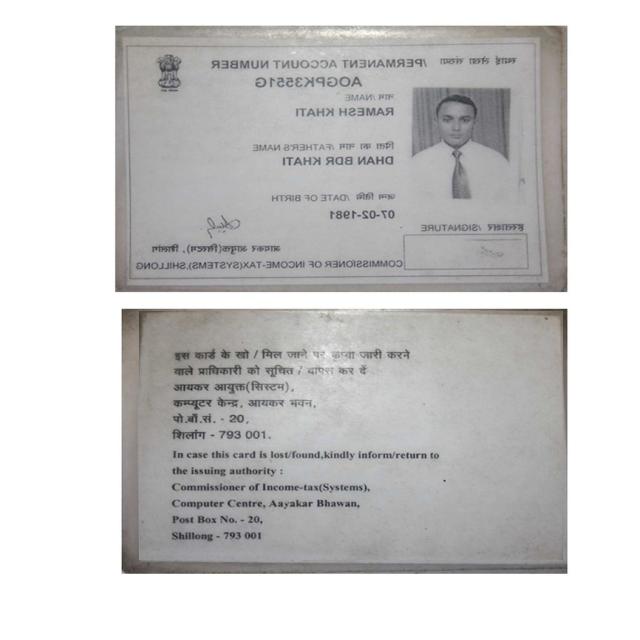 स्थाई लेखा संख्या /PERMANENT ACCOUNT NUMBER
AOGPK3551G
नाम /NAME
RAMESH KHATI
पिता का नाम /FATHER'S NAME
DHAN BDR KHATI
जन्म तिथि /DATE OF BIRTH
07-02-1981
हस्ताक्षर /SIGNATURE
आयकर आयुक्त(सिस्टम), शिलांग
COMMISSIONER OF INCOME-TAX(SYSTEMS),SHILLONG
इस कार्ड के खो / मिल जाने पर कृप्या जारी करने
वाले प्राधिकारी को सूचित / वापस कर दें
आयकर आयुक्त(सिस्टम),
कम्प्यूटर केन्द्र, आयकर भवन,
पो.बॉ.सं. - 20,
शिलांग - 793 001.
In case this card is lost/found,kindly inform/return to
the issuing authority :
Commissioner of Income-tax(Systems),
Computer Centre, Aayakar Bhawan,
Post Box No. - 20,
Shillong - 793 001